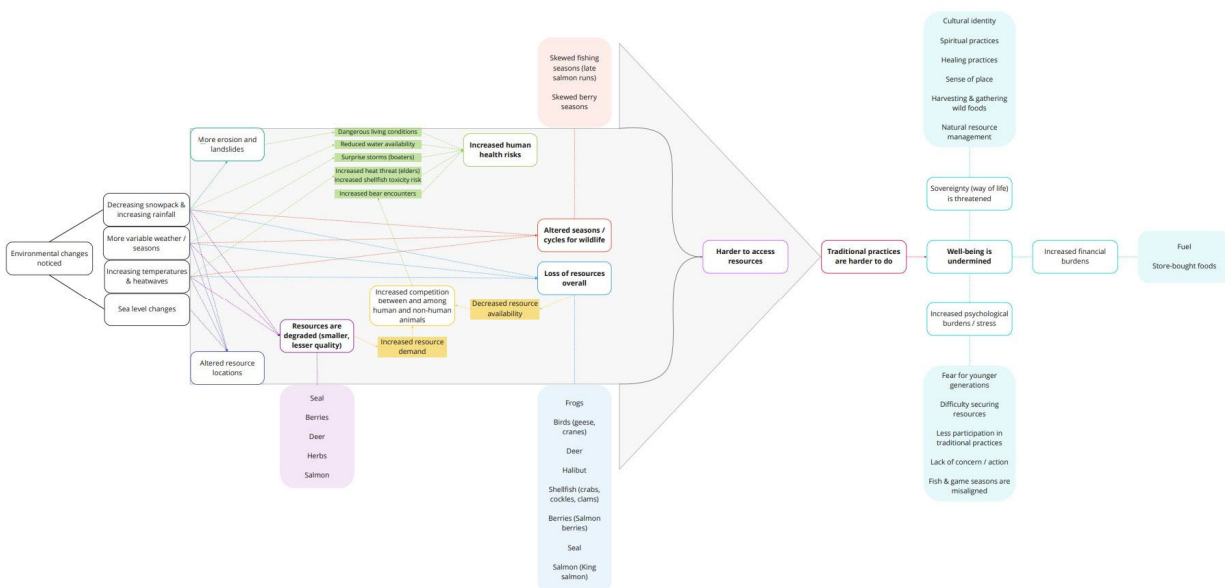 Environmental changes
noticed
Decreasing snowpack &
increasing rainfall
More variable weather /
seasons
Increasing temperatures
& heatwaves
Sea level changes
More erosion and
landslides
Altered resource
locations
Dangerous living conditions
Reduced water availability
Surprise storms (boaters)
Increased heat threat (elders)
Increased shellfish toxicity risk
Increased bear encounters
Increased human
health risks
Skewed fishing
seasons (late
salmon runs)
Skewed berry
seasons
Altered seasons /
cycles for wildlife
Loss of resources
overall
Increased competition
between and among
human and non-human
animals
Decreased resource
availability
Resources are
degraded (smaller,
lesser quality)
Increased resource
demand
Seal
Berries
Deer
Herbs
Salmon
Frogs
Birds (geese,
cranes)
Deer
Halibut
Shellfish (crabs,
cockles, clams)
Berries (Salmon
berries)
Seal
Salmon (King
salmon)
Harder to access
resources
Traditional practices
are harder to do
Cultural identity
Spiritual practices
Healing practices
Sense of place
Harvesting & gathering
wild foods
Natural resource
management
Sovereignty (way of life)
is threatened
Well-being is
undermined
Increased financial
burdens
Fuel
Store-bought foods
Increased psychological
burdens / stress
Fear for younger
generations
Difficulty securing
resources
Less participation in
traditional practices
Lack of concern / action
Fish & game seasons are
misaligned